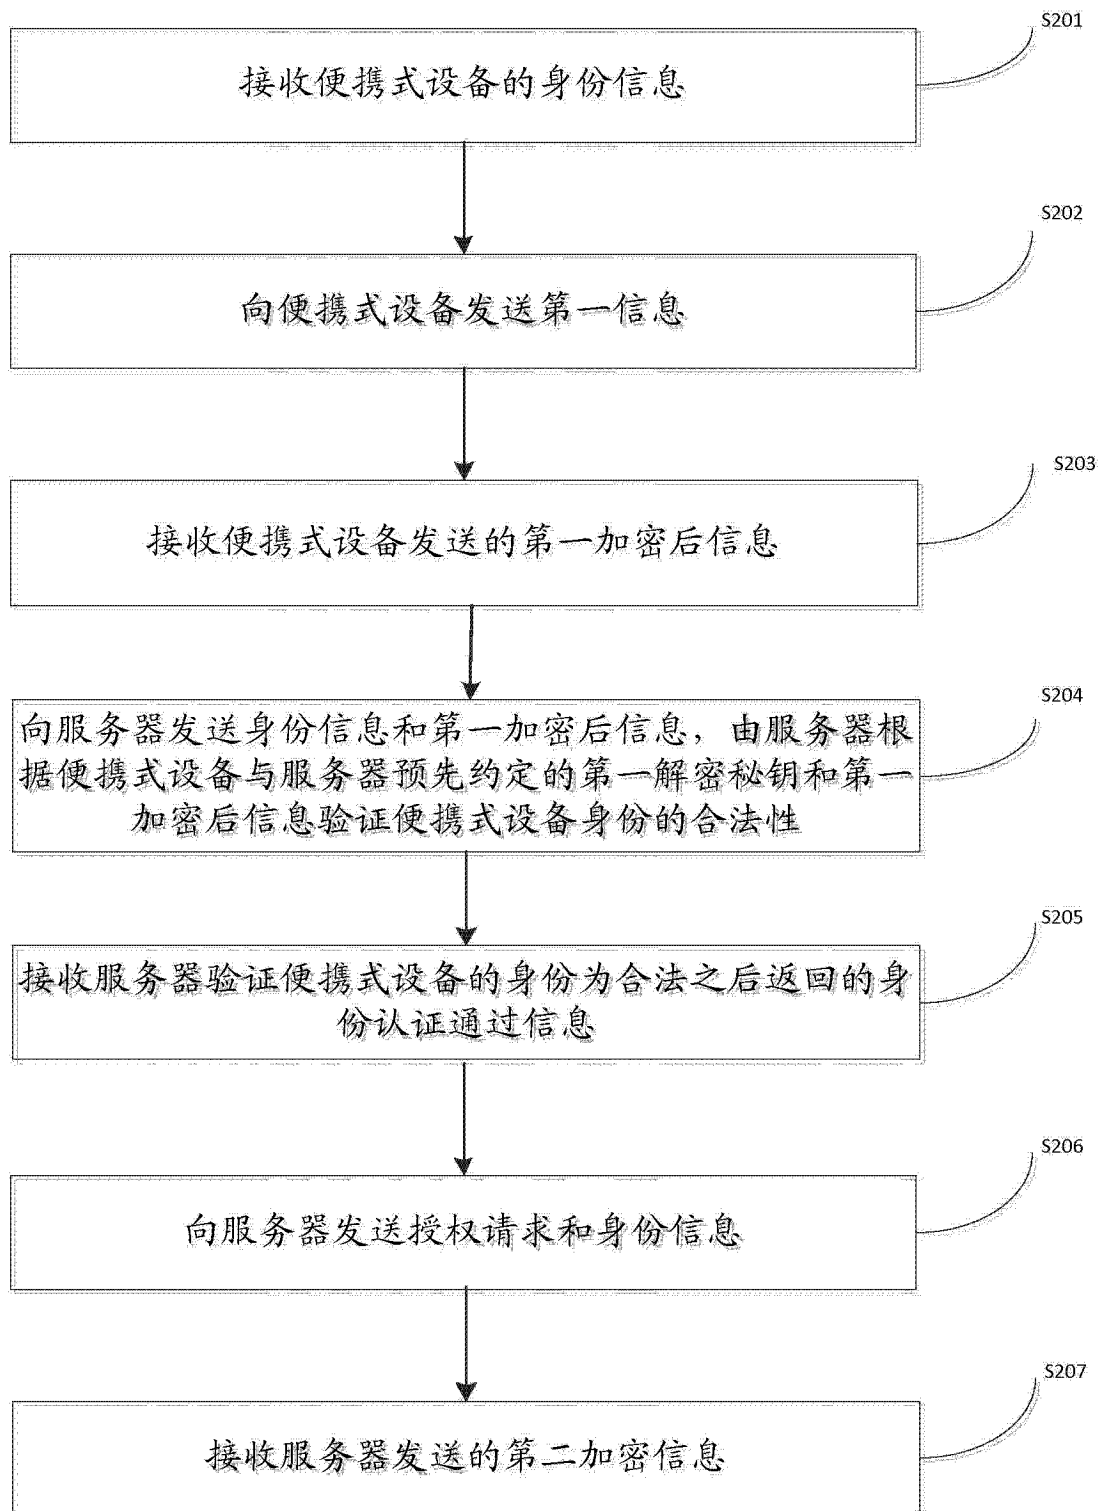 S201
接收便携式设备的身份信息
S202
向便携式设备发送第一信息
S203
接收便携式设备发送的第一加密后信息
S204
向服务器发送身份信息和第一加密后信息，由服务器根
据便携式设备与服务器预先约定的第一解密秘钥和第一
加密后信息验证便携式设备身份的合法性
S205
接收服务器验证便携式设备的身份为合法之后返回的身
份认证通过信息
S206
向服务器发送授权请求和身份信息
S207
接收服务器发送的第二加密信息